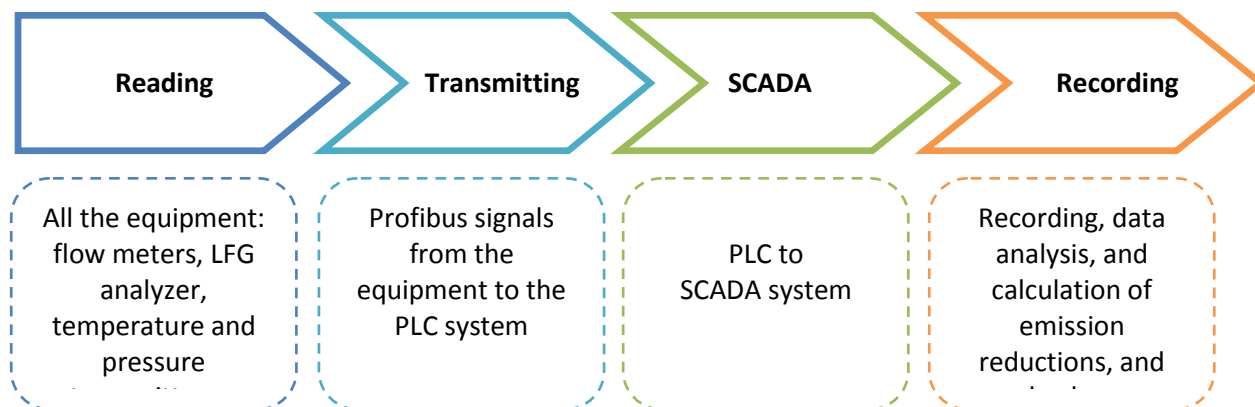 Reading
Transmitting
SCADA
Recording
All the equipment:
flow meters, LFG
analyzer,
temperature and
pressure
Profibus signals
from the
equipment to the
PLC system
PLC to
SCADA system
Recording, data
analysis, and
calculation of
emission
reductions, and